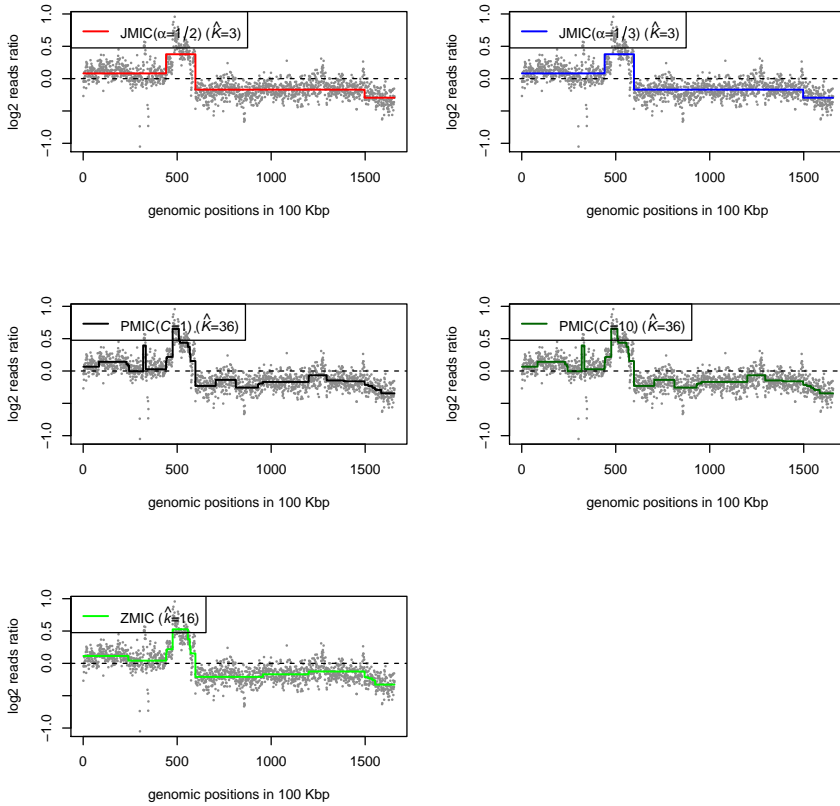 JMIC(α=1/2) (K̂=3)
log2 reads ratio
1.0
0.5
0.0
−1.0
0 500 1000 1500
genomic positions in 100 Kbp
JMIC(α=1/3) (K̂=3)
log2 reads ratio
1.0
0.5
0.0
−1.0
0 500 1000 1500
genomic positions in 100 Kbp
PMIC(C=1) (K̂=36)
log2 reads ratio
1.0
0.5
0.0
−1.0
0 500 1000 1500
genomic positions in 100 Kbp
PMIC(C=10) (K̂=36)
log2 reads ratio
1.0
0.5
0.0
−1.0
0 500 1000 1500
genomic positions in 100 Kbp
ZMIC (k̂=16)
log2 reads ratio
1.0
0.5
0.0
−1.0
0 500 1000 1500
genomic positions in 100 Kbp